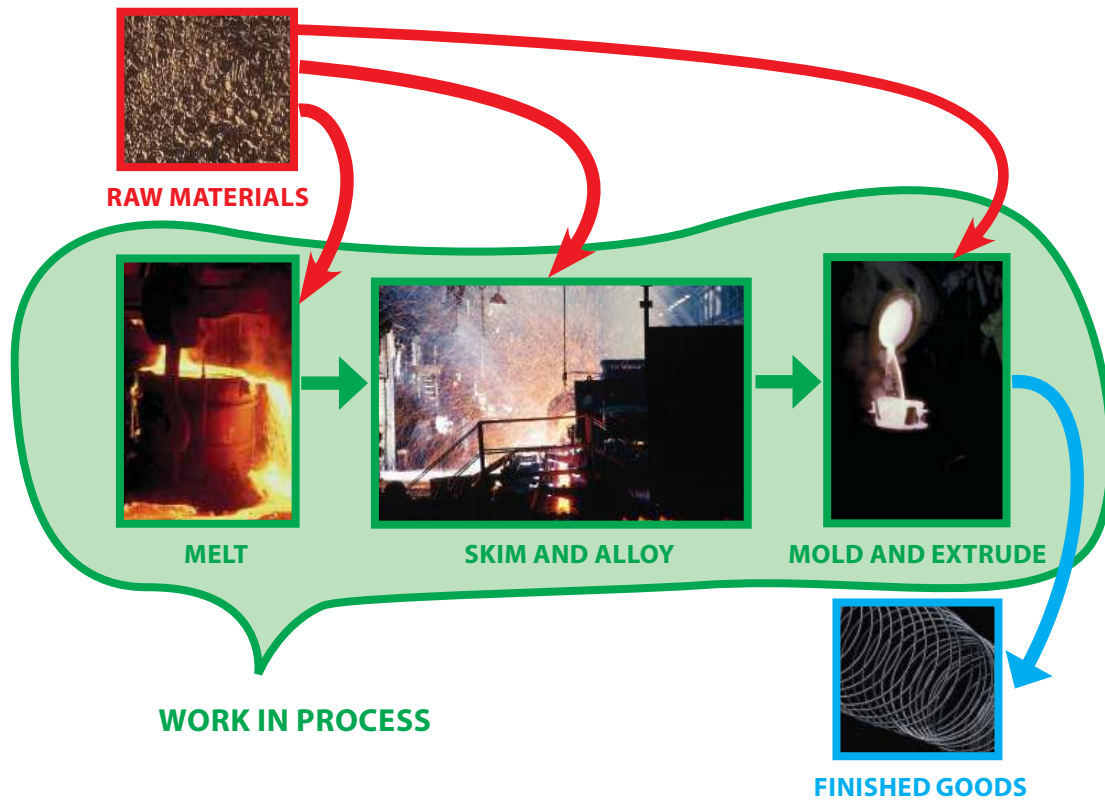 RAW MATERIALS
MELT
SKIM AND ALLOY
MOLD AND EXTRUDE
WORK IN PROCESS
FINISHED GOODS